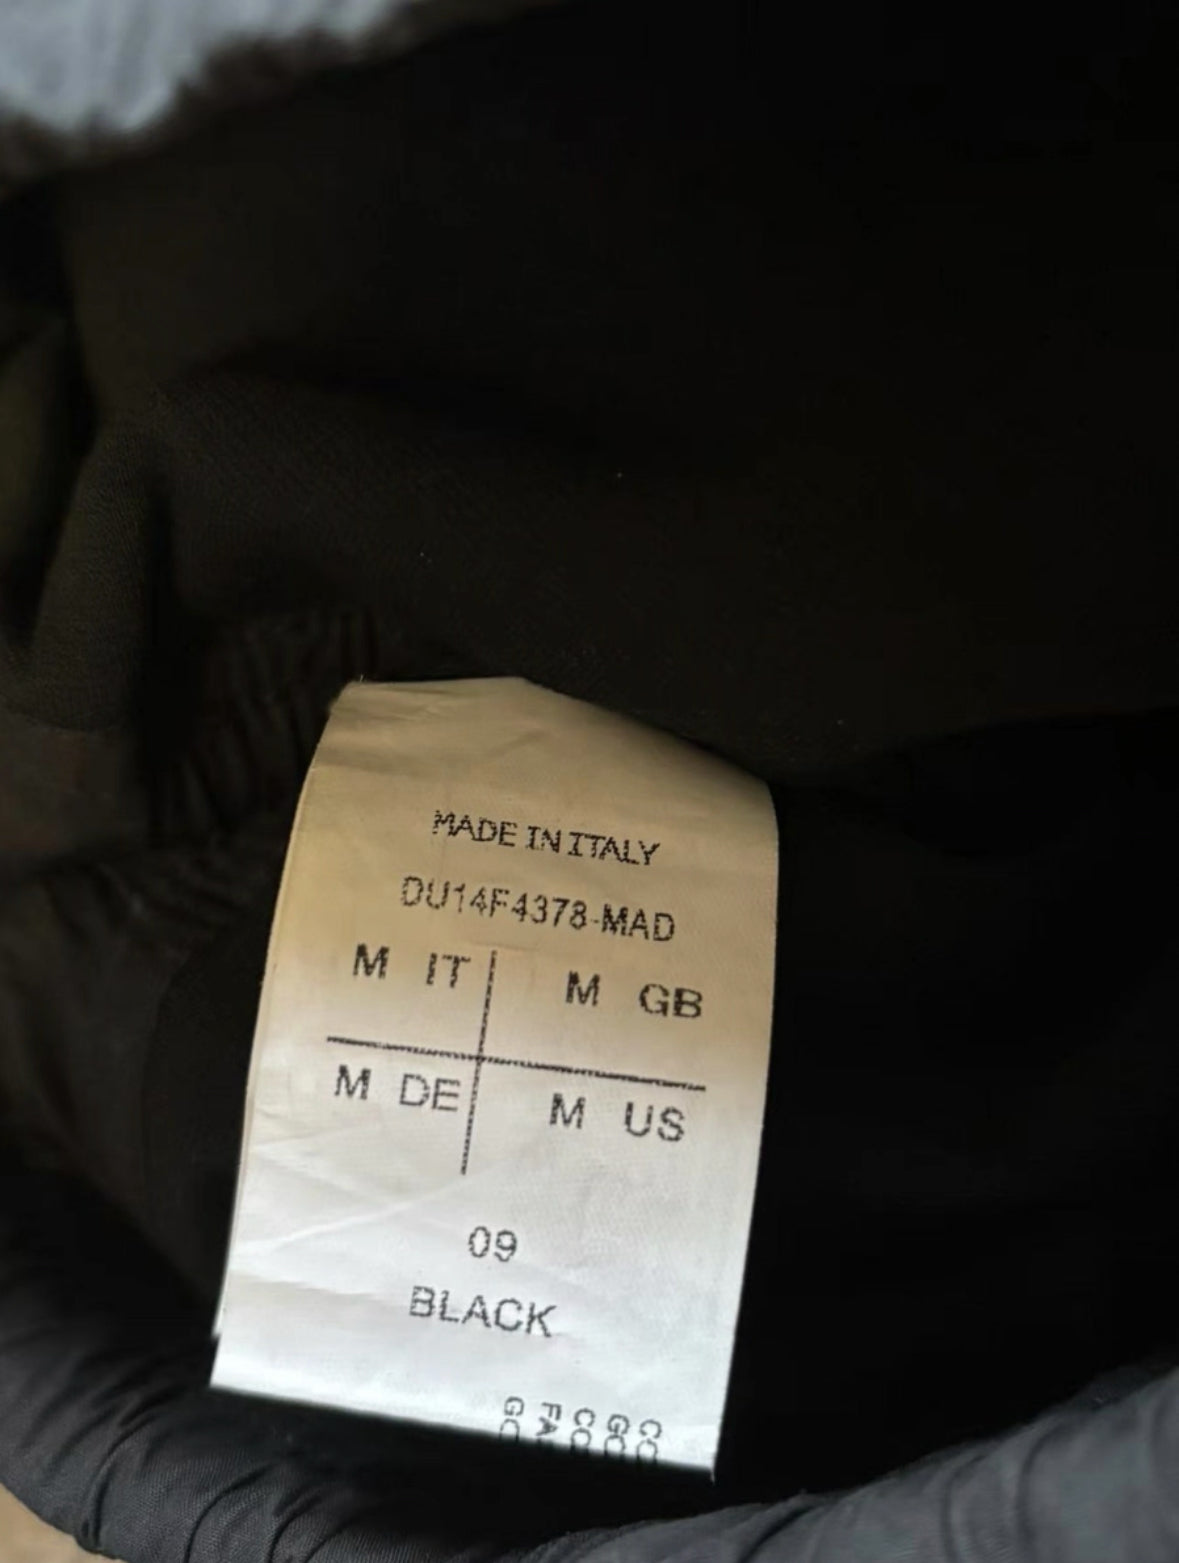 MADE IN ITALY
DU14F4378-MAD
M IT M GB
M DE M US
09
BLACK